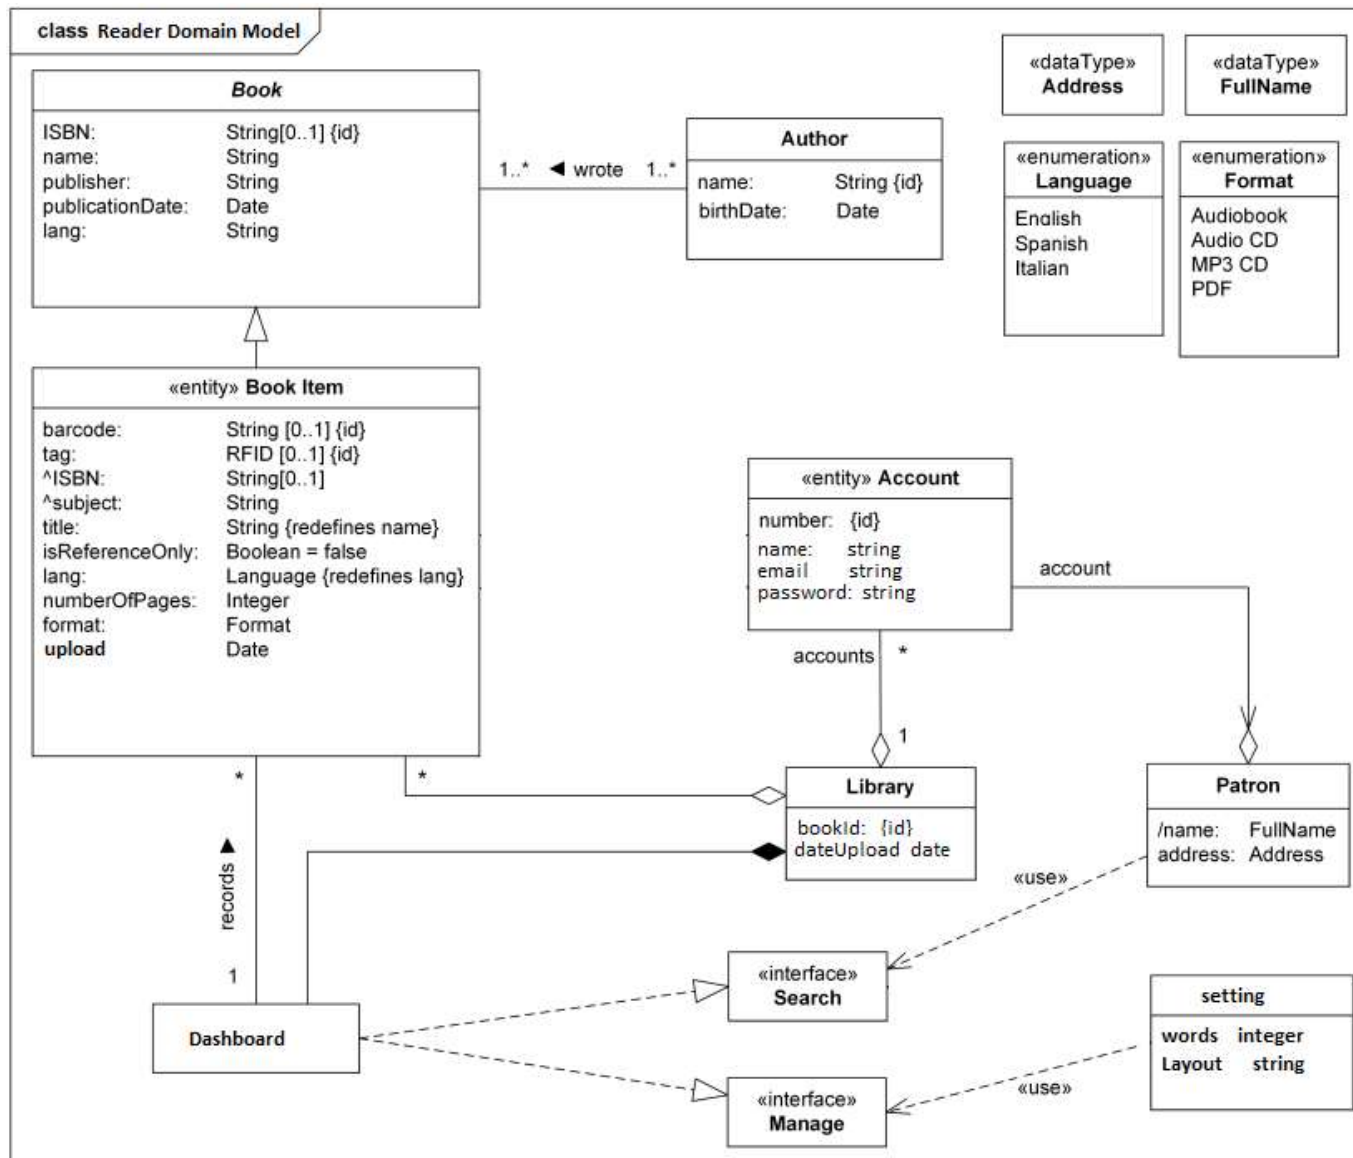 class Reader Domain Model
Book
ISBN: String[0..1] {id}
name: String
publisher: String
publicationDate: Date
lang: String
1..* ◄ wrote 1..*
Author
name: String {id}
birthDate: Date
«dataType»
Address
«dataType»
FullName
«enumeration»
Language
English
Spanish
Italian
«enumeration»
Format
Audiobook
Audio CD
MP3 CD
PDF
«entity» Book Item
barcode: String [0..1] {id}
tag: RFID [0..1] {id}
^ISBN: String[0..1]
^subject: String
title: String {redefines name}
isReferenceOnly: Boolean = false
lang: Language {redefines lang}
numberOfPages: Integer
format: Format
upload Date
«entity» Account
number: {id}
name: string
email string
password: string
account
accounts *
1
*
*
records ►
1
Library
bookId: {id}
dateUpload date
Patron
/name: FullName
address: Address
«use»
«interface»
Search
Dashboard
«interface»
Manage
«use»
setting
words integer
Layout string